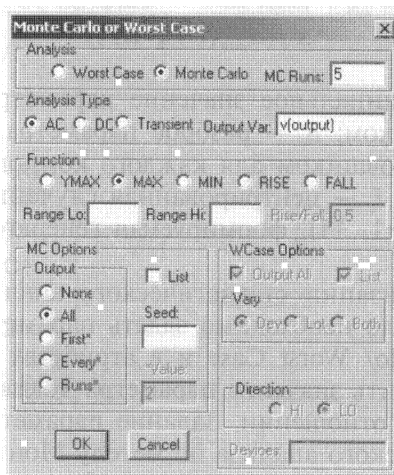 Monte Carlo or Worst Case
Analysis
Worst Case Monte Carlo MC Runs: 5
Analysis Type
AC DC Transient Output Var: v(output)
Function
YMAX MAX MIN RISE FALL
Range Lo: Range Hi: Rise/Fall: 0.5
MC Options
Output
None
All
First*
Every*
Runs*
List
Seed:
*Value:
2
WCase Options
Output All List
Vary
Dev Lot Both
Direction
HI LO
Devices:
OK Cancel